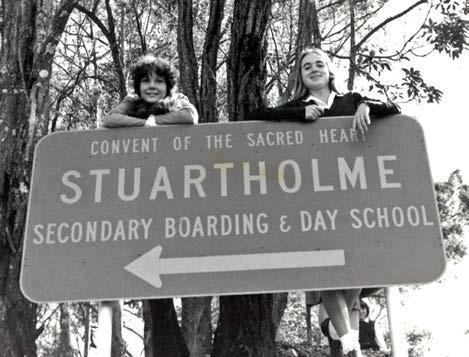 CONVENT OF THE SACRED HEART
STUARTHOLME
SECONDARY BOARDING & DAY SCHOOL